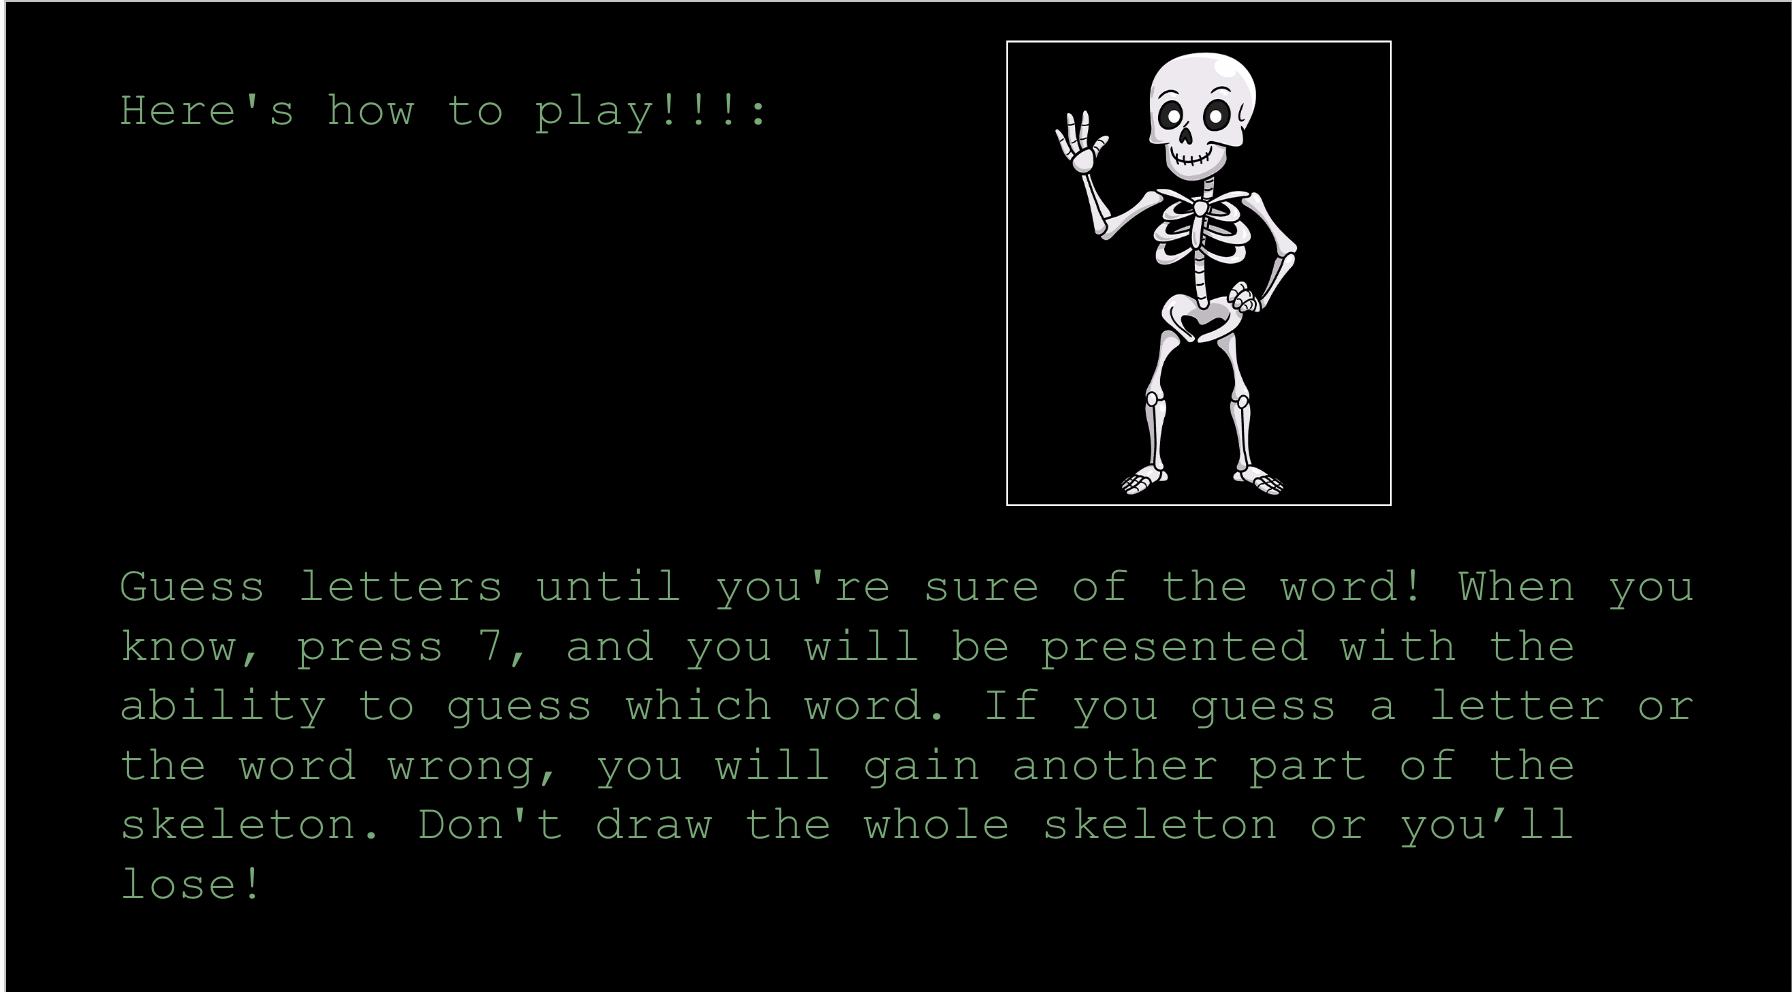 Here's how to play!!!:
Guess letters until you're sure of the word! When you
know, press 7, and you will be presented with the
ability to guess which word. If you guess a letter or
the word wrong, you will gain another part of the
skeleton. Don't draw the whole skeleton or you’ll
lose!